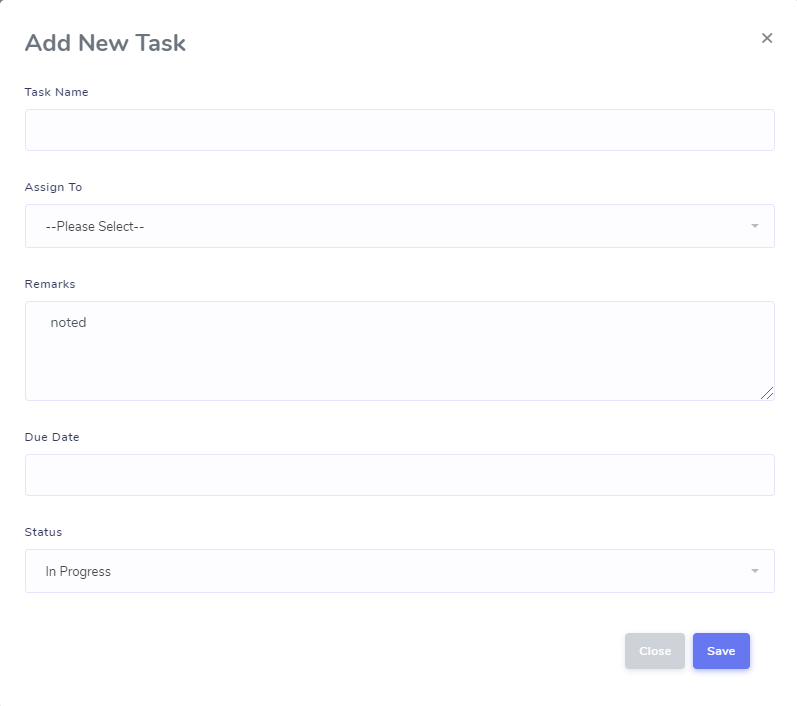 Add New Task
×
Task Name
Assign To
--Please Select--
Remarks
noted
Due Date
Status
In Progress
Close Save